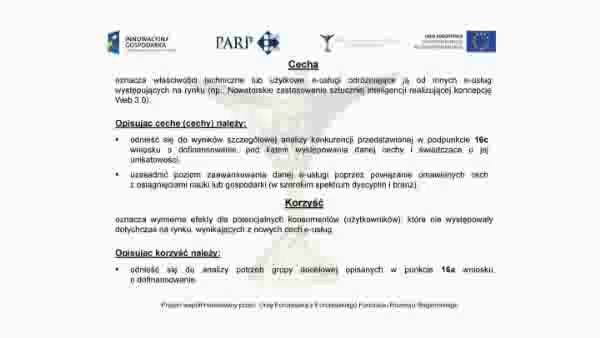 INNOWACYJNA
GOSPODARKA
PARP
UNIA EUROPEJSKA
Cecha
oznacza właściwości techniczne lub użytkowe e-usługi odróżniające ją od innych e-usług
występujących na rynku (np.: Nowatorskie zastosowanie sztucznej inteligencji realizującej koncepcję
Web 3.0).
Opisując cechę (cechy) należy:
▪ odnieść się do wyników szczegółowej analizy konkurencji przedstawionej w podpunkcie 16c
wniosku o dofinansowanie, pod kątem występowania danej cechy i świadcząca o jej
unikatowości.
▪ uzasadnić poziom zaawansowania danej e-usługi poprzez powiązanie omawianych cech
z osiągnięciami nauki lub gospodarki (w szerokim spektrum dyscyplin i branż).
Korzyść
oznacza wymierne efekty dla potencjalnych konsumentów (użytkowników), które nie występowały
dotychczas na rynku, wynikających z nowych cech e-usług.
Opisując korzyść należy:
▪ odnieść się do analizy potrzeb grupy docelowej opisanych w punkcie 16a wniosku
o dofinansowanie.
Projekt współfinansowany przez Unię Europejską z Europejskiego Funduszu Rozwoju Regionalnego